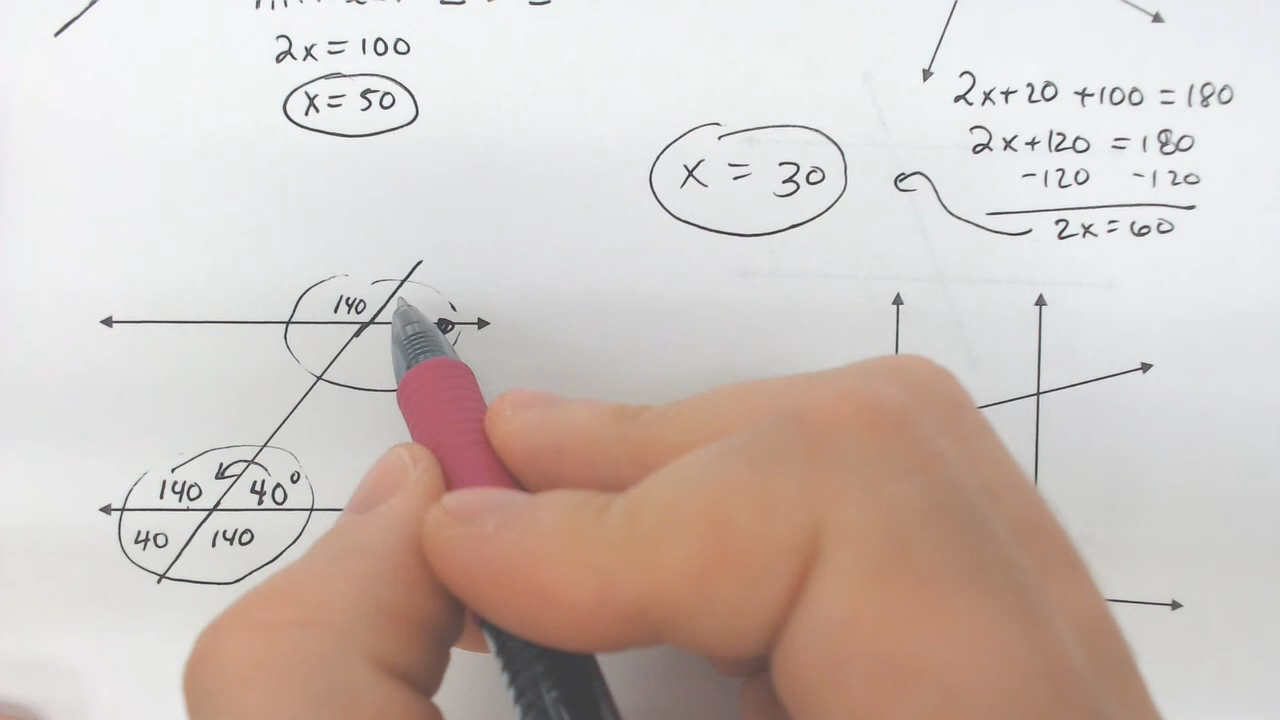 2x = 100
x = 50
2x+20 +100 = 180
2x+120 = 180
-120 -120
2x = 60
x = 30
140
140 40°
40 140